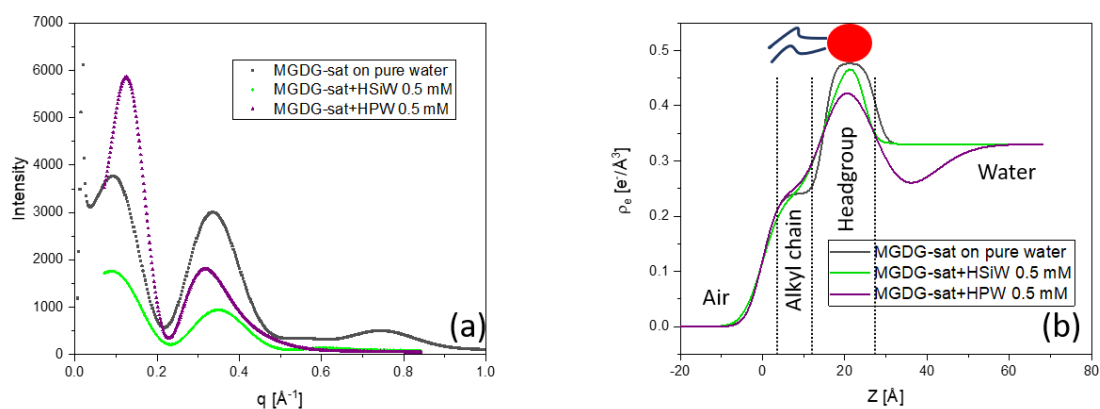 7000
6000
5000
4000
3000
2000
1000
0
Intensity
MGDG-sat on pure water
MGDG-sat+HSiW 0.5 mM
MGDG-sat+HPW 0.5 mM
(a)
0.0 0.2 0.4 0.6 0.8 1.0
q [Å⁻¹]
0.5
0.4
0.3
0.2
0.1
0.0
ρe [e⁻/Å³]
Air
Alkyl chain
Headgroup
Water
MGDG-sat on pure water
MGDG-sat+HSiW 0.5 mM
MGDG-sat+HPW 0.5 mM
(b)
-20 0 20 40 60 80
Z [Å]